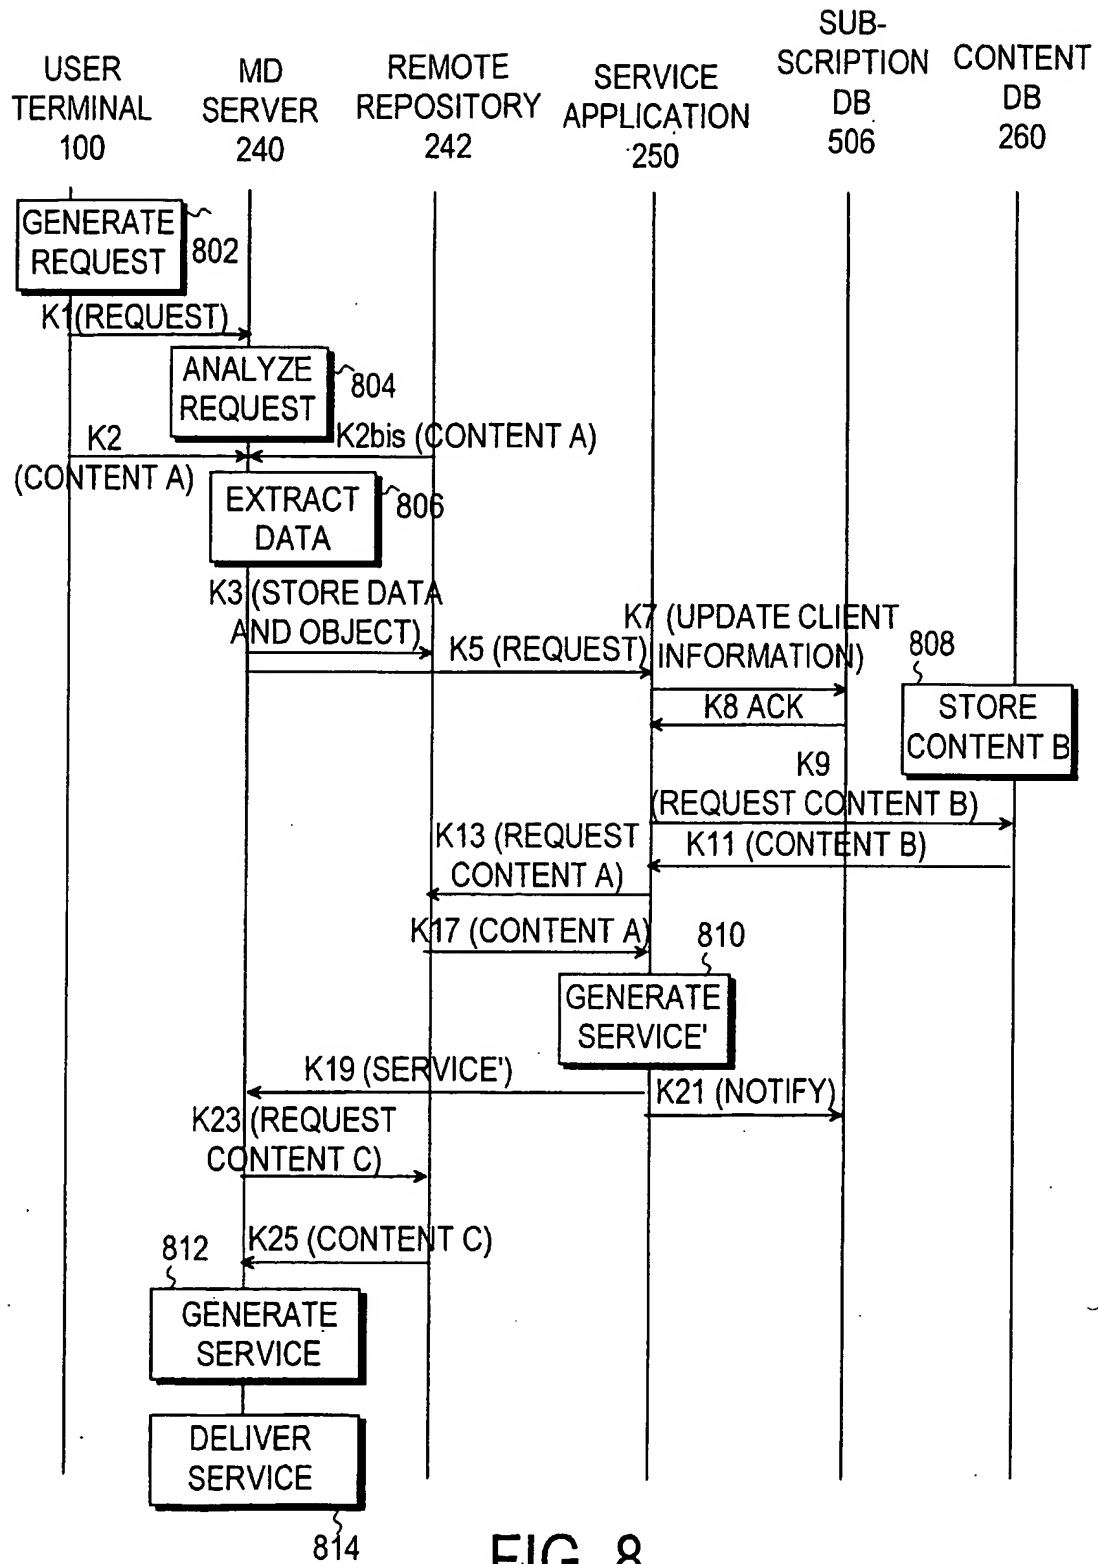 USER
TERMINAL
100
MD
SERVER
240
REMOTE
REPOSITORY
242
SERVICE
APPLICATION
250
SUB-
SCRIPTION
DB
506
CONTENT
DB
260
GENERATE
REQUEST
802
K1(REQUEST)
ANALYZE
REQUEST
804
K2
(CONTENT A)
K2bis (CONTENT A)
EXTRACT
DATA
806
K3 (STORE DATA
AND OBJECT)
K5 (REQUEST)
K7 (UPDATE CLIENT
INFORMATION)
808
K8 ACK
STORE
CONTENT B
K9
(REQUEST CONTENT B)
K11 (CONTENT B)
K13 (REQUEST
CONTENT A)
K17 (CONTENT A)
810
GENERATE
SERVICE'
K19 (SERVICE')
K21 (NOTIFY)
K23 (REQUEST
CONTENT C)
K25 (CONTENT C)
812
GENERATE
SERVICE
DELIVER
SERVICE
814
FIG. 8